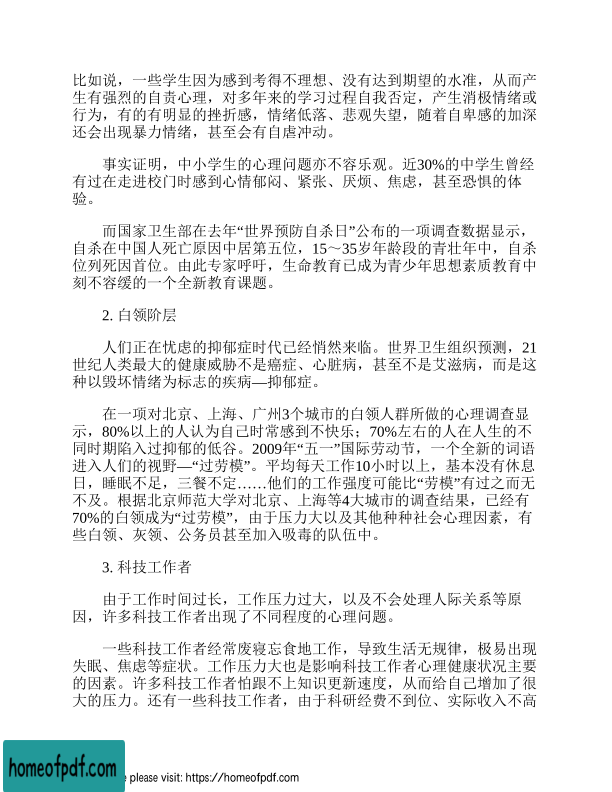 比如说，一些学生因为感到考得不理想、没有达到期望的水准，从而产
生有强烈的自责心理，对多年来的学习过程自我否定，产生消极情绪或
行为，有的有明显的挫折感，情绪低落、悲观失望，随着自卑感的加深
还会出现暴力情绪，甚至会有自虐冲动。
事实证明，中小学生的心理问题亦不容乐观。近30%的中学生曾经
有过在走进校门时感到心情郁闷、紧张、厌烦、焦虑，甚至恐惧的体
验。
而国家卫生部在去年“世界预防自杀日”公布的一项调查数据显示，
自杀在中国人死亡原因中居第五位，15～35岁年龄段的青壮年中，自杀
位列死因首位。由此专家呼吁，生命教育已成为青少年思想素质教育中
刻不容缓的一个全新教育课题。
2. 白领阶层
人们正在忧虑的抑郁症时代已经悄然来临。世界卫生组织预测，21
世纪人类最大的健康威胁不是癌症、心脏病，甚至不是艾滋病，而是这
种以毁坏情绪为标志的疾病—抑郁症。
在一项对北京、上海、广州3个城市的白领人群所做的心理调查显
示，80%以上的人认为自己时常感到不快乐；70%左右的人在人生的不
同时期陷入过抑郁的低谷。2009年“五一”国际劳动节，一个全新的词语
进入人们的视野—“过劳模”。平均每天工作10小时以上，基本没有休息
日，睡眠不足，三餐不定……他们的工作强度可能比“劳模”有过之而无
不及。根据北京师范大学对北京、上海等4大城市的调查结果，已经有
70%的白领成为“过劳模”，由于压力大以及其他种种社会心理因素，有
些白领、灰领、公务员甚至加入吸毒的队伍中。
3. 科技工作者
由于工作时间过长，工作压力过大，以及不会处理人际关系等原
因，许多科技工作者出现了不同程度的心理问题。
一些科技工作者经常废寝忘食地工作，导致生活无规律，极易出现
失眠、焦虑等症状。工作压力大也是影响科技工作者心理健康状况主要
的因素。许多科技工作者怕跟不上知识更新速度，从而给自己增加了很
大的压力。还有一些科技工作者，由于科研经费不到位、实际收入不高
homeofpdf.com
e please visit: https://homeofpdf.com